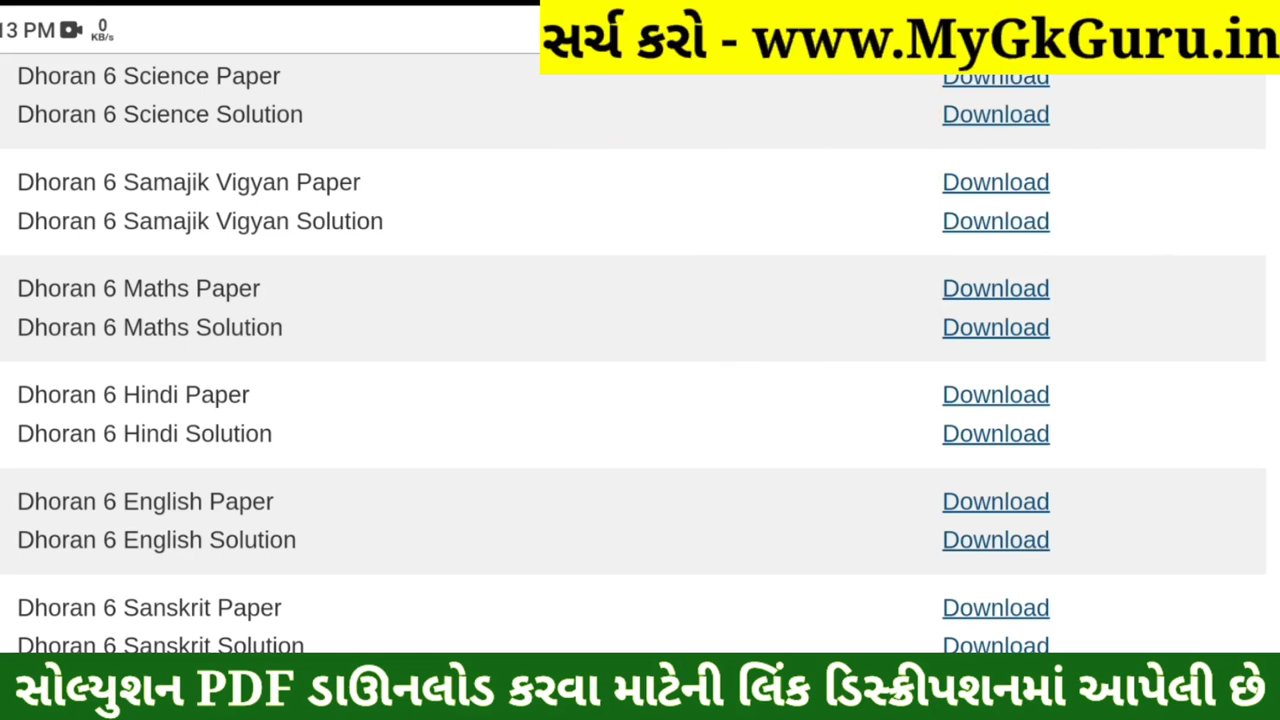 13 PM 0 KB/s
સર્ચ કરો - www.MyGkGuru.in
Dhoran 6 Science Paper Download
Dhoran 6 Science Solution Download
Dhoran 6 Samajik Vigyan Paper Download
Dhoran 6 Samajik Vigyan Solution Download
Dhoran 6 Maths Paper Download
Dhoran 6 Maths Solution Download
Dhoran 6 Hindi Paper Download
Dhoran 6 Hindi Solution Download
Dhoran 6 English Paper Download
Dhoran 6 English Solution Download
Dhoran 6 Sanskrit Paper Download
Dhoran 6 Sanskrit Solution Download
સોલ્યુશન PDF ડાઊનલોડ કરવા માટેની લિંક ડિસ્ક્રીપશનમાં આપેલી છે